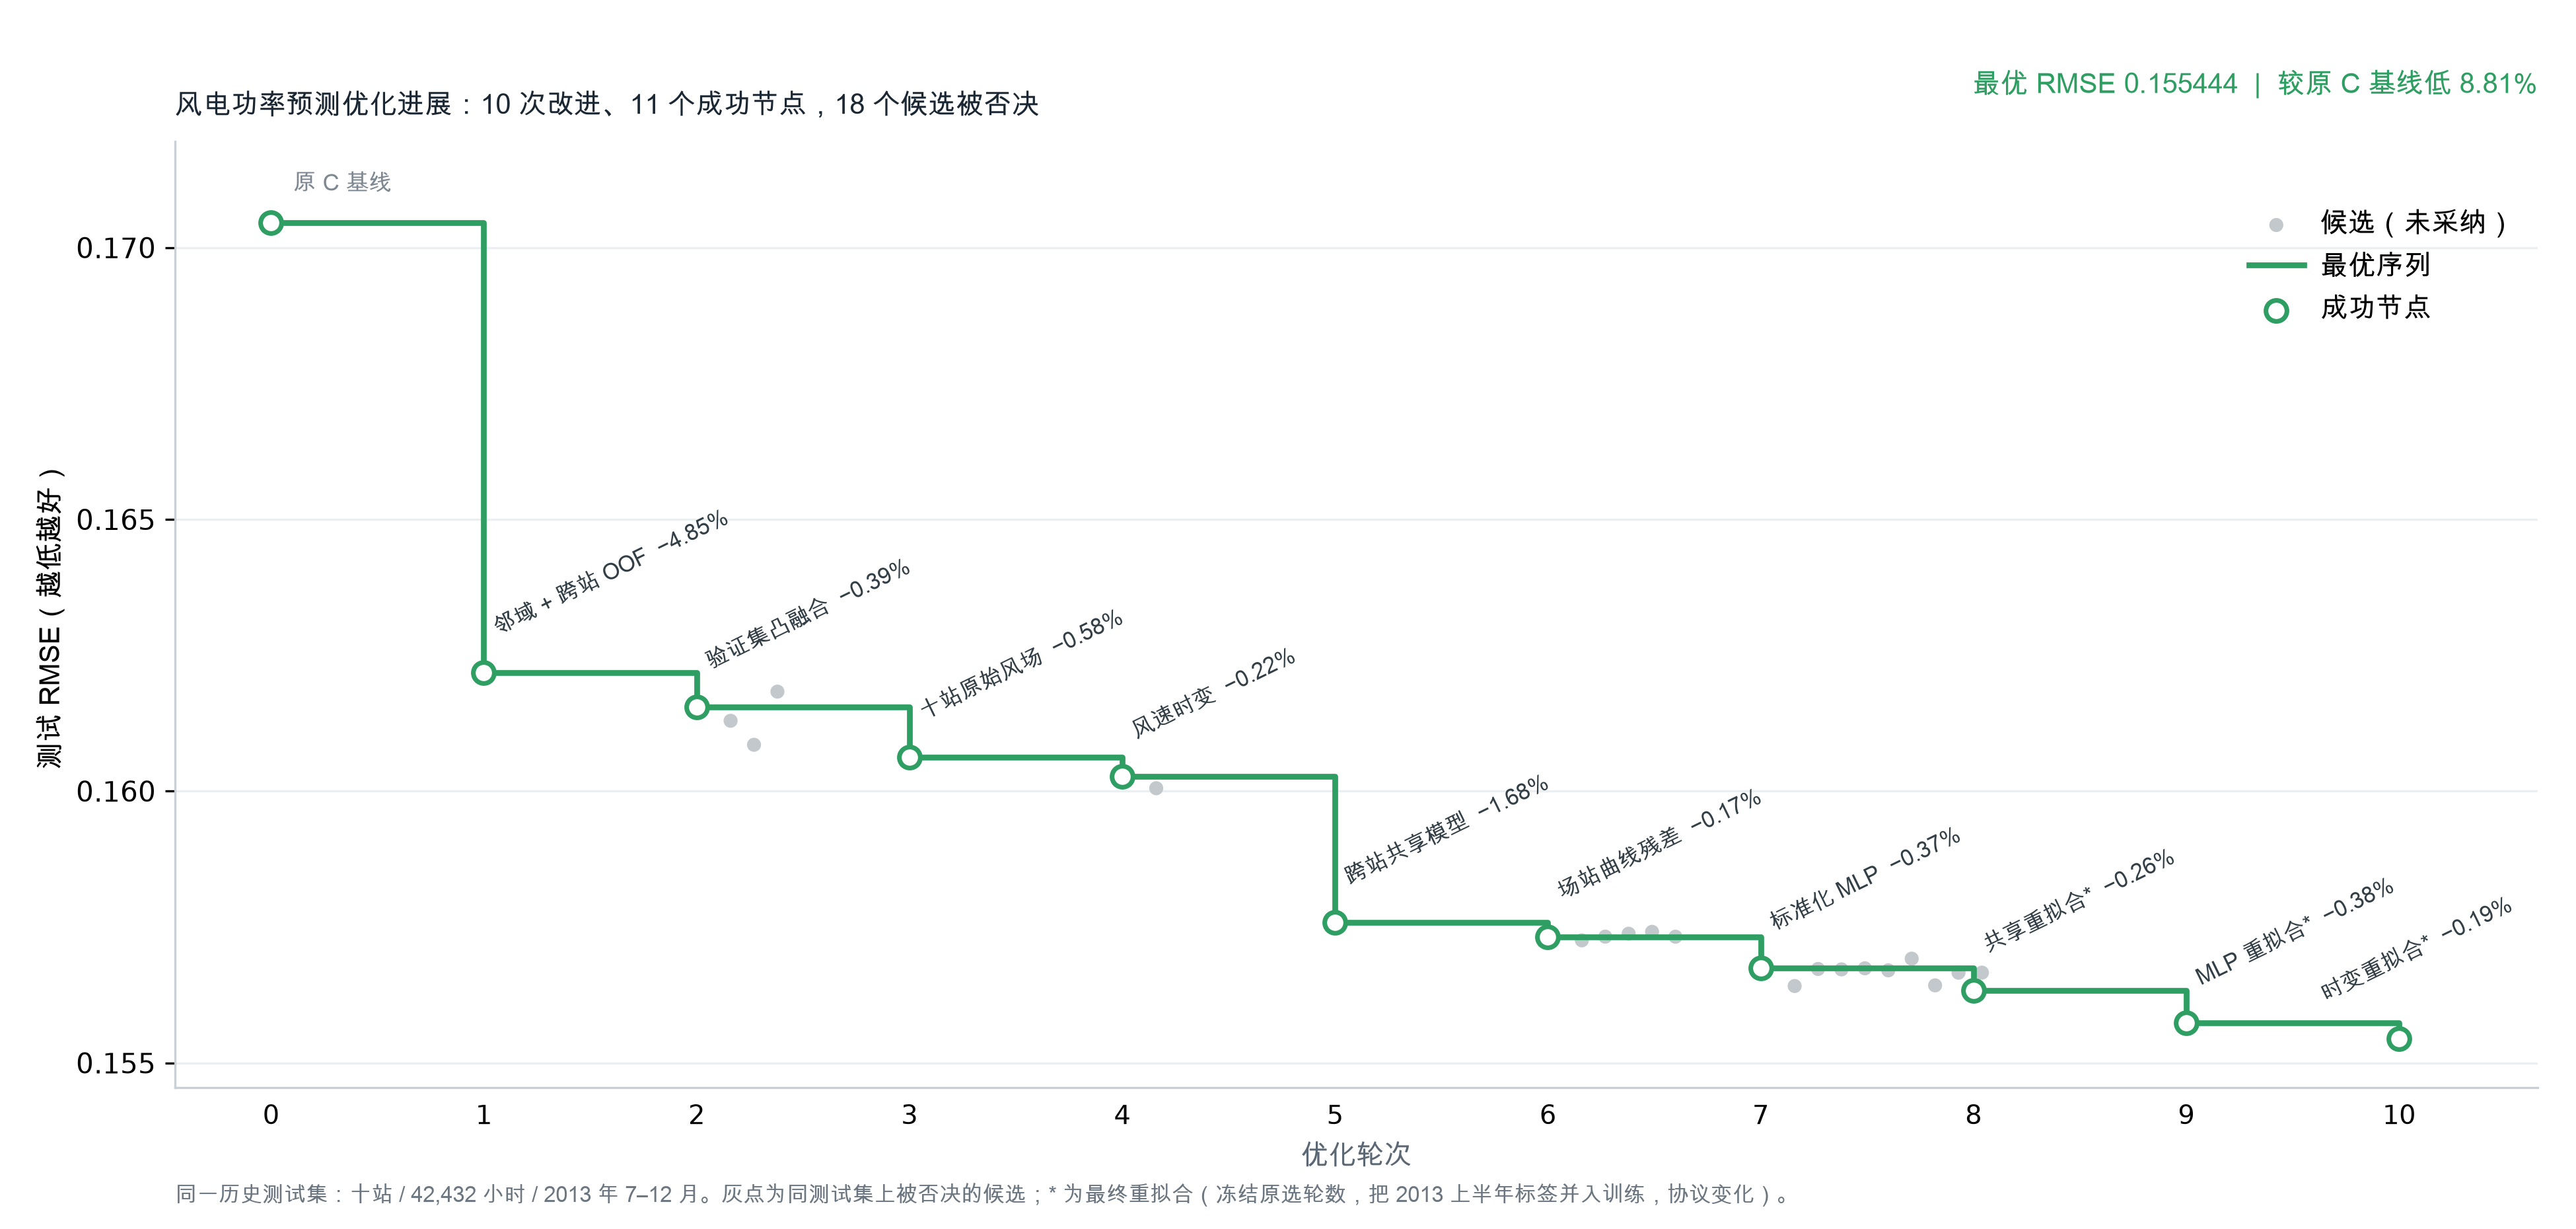 最优 RMSE 0.155444 | 较原 C 基线低 8.81%
风电功率预测优化进展：10 次改进、11 个成功节点，18 个候选被否决
原 C 基线
候选（未采纳）
最优序列
成功节点
测试 RMSE（越低越好）
0.170
0.165
0.160
0.155
邻域 + 跨站 OOF −4.85%
验证集凸融合 −0.39%
十站原始风场 −0.58%
风速时变 −0.22%
跨站共享模型 −1.68%
场站曲线残差 −0.17%
标准化 MLP −0.37%
共享重拟合* −0.26%
MLP 重拟合* −0.38%
时变重拟合* −0.19%
0 1 2 3 4 5 6 7 8 9 10
优化轮次
同一历史测试集：十站 / 42,432 小时 / 2013 年 7–12 月。灰点为同测试集上被否决的候选；* 为最终重拟合（冻结原选轮数，把 2013 上半年标签并入训练，协议变化）。